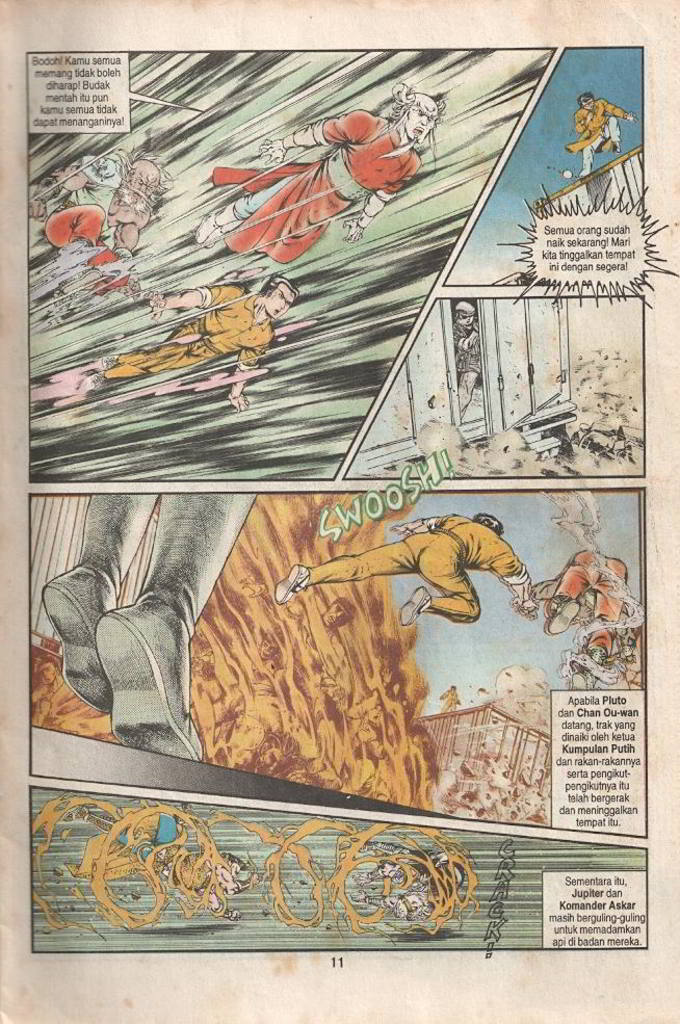 Bodoh! Kamu semua
memang tidak boleh
diharap! Budak
mentah itu pun
kamu semua tidak
dapat menanganinya!
Semua orang sudah
naik sekarang! Mari
kita tinggalkan tempat
ini dengan segera!
SWOOSH!
Apabila Pluto
dan Chan Ou-wan
datang, trak yang
dinaiki oleh ketua
Kumpulan Putih
dan rakan-rakannya
serta pengikut-
pengikutnya itu
telah bergerak
dan meninggalkan
tempat itu.
Sementara itu,
Jupiter dan
Komander Askar
masih berguling-guling
untuk memadamkan
api di badan mereka.
11